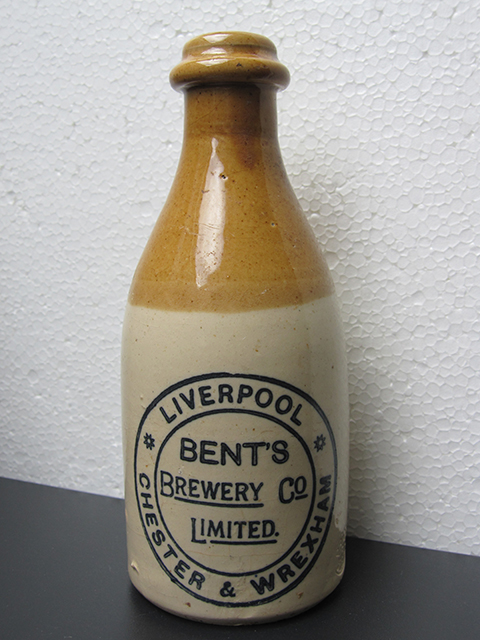 LIVERPOOL
BENT'S
BREWERY CO
LIMITED.
CHESTER & WREXHAM